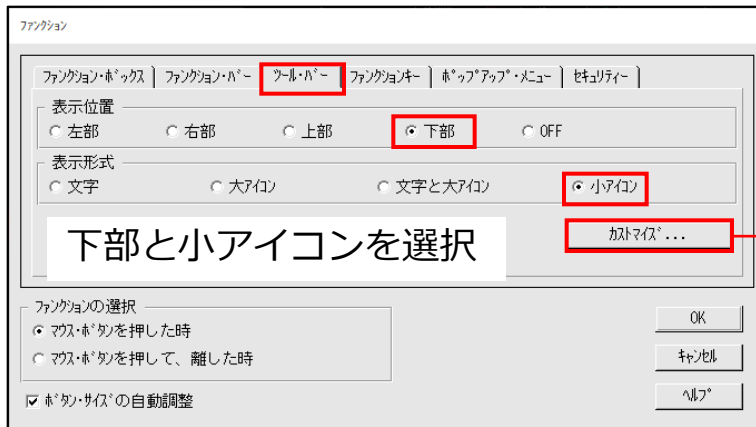 ﾌｧﾝｸｼｮﾝ
ﾌｧﾝｸｼｮﾝ･ﾎﾞｯｸｽ ﾌｧﾝｸｼｮﾝ･ﾊﾞｰ ﾂｰﾙ･ﾊﾞｰ ﾌｧﾝｸｼｮﾝｷｰ ﾎﾟｯﾌﾟｱｯﾌﾟ･ﾒﾆｭｰ ｾｷｭﾘﾃｨｰ
表示位置
左部 右部 上部 下部 OFF
表示形式
文字 大ｱｲｺﾝ 文字と大ｱｲｺﾝ 小ｱｲｺﾝ
下部と小アイコンを選択
ｶｽﾄﾏｲｽﾞ...
ﾌｧﾝｸｼｮﾝの選択
ﾏｳｽ･ﾎﾞﾀﾝを押した時
ﾏｳｽ･ﾎﾞﾀﾝを押して、離した時
ﾎﾞﾀﾝ･ｻｲｽﾞの自動調整
OK
ｷｬﾝｾﾙ
ﾍﾙﾌﾟ